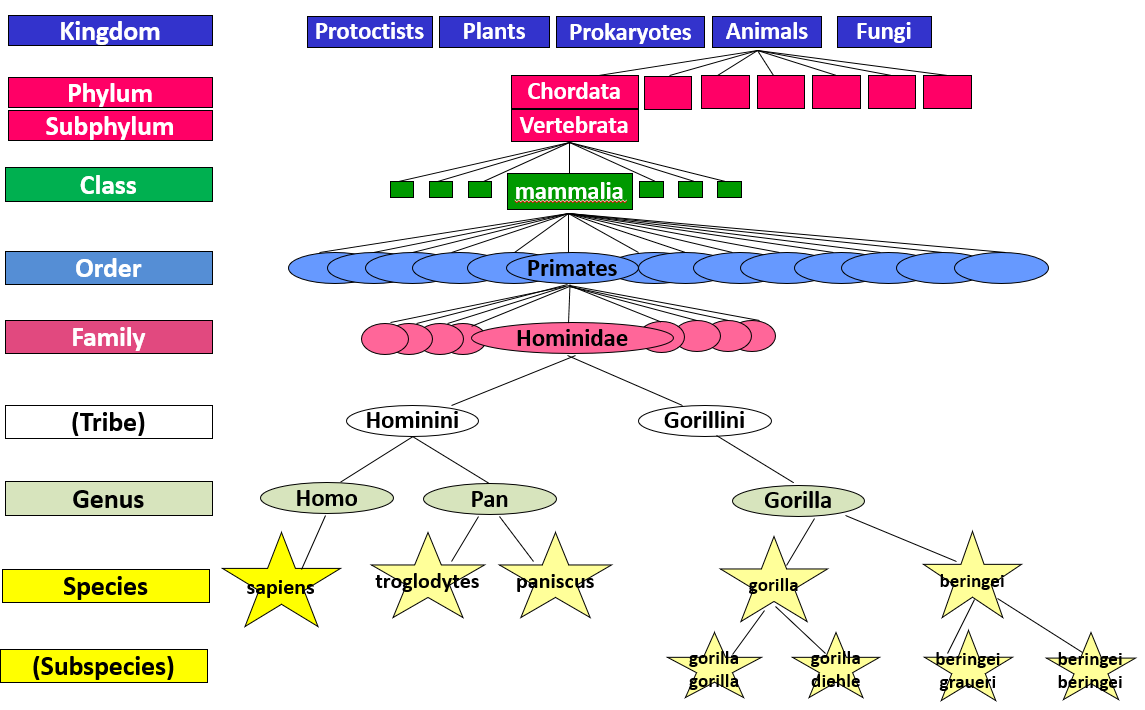 Kingdom Protoctists Plants Prokaryotes Animals Fungi
Phylum Chordata
Subphylum Vertebrata
Class mammalia
Order Primates
Family Hominidae
(Tribe) Hominini Gorillini
Genus Homo Pan Gorilla
Species sapiens troglodytes paniscus gorilla beringei
(Subspecies) gorilla gorilla beringei beringei
gorilla diehle graueri beringei